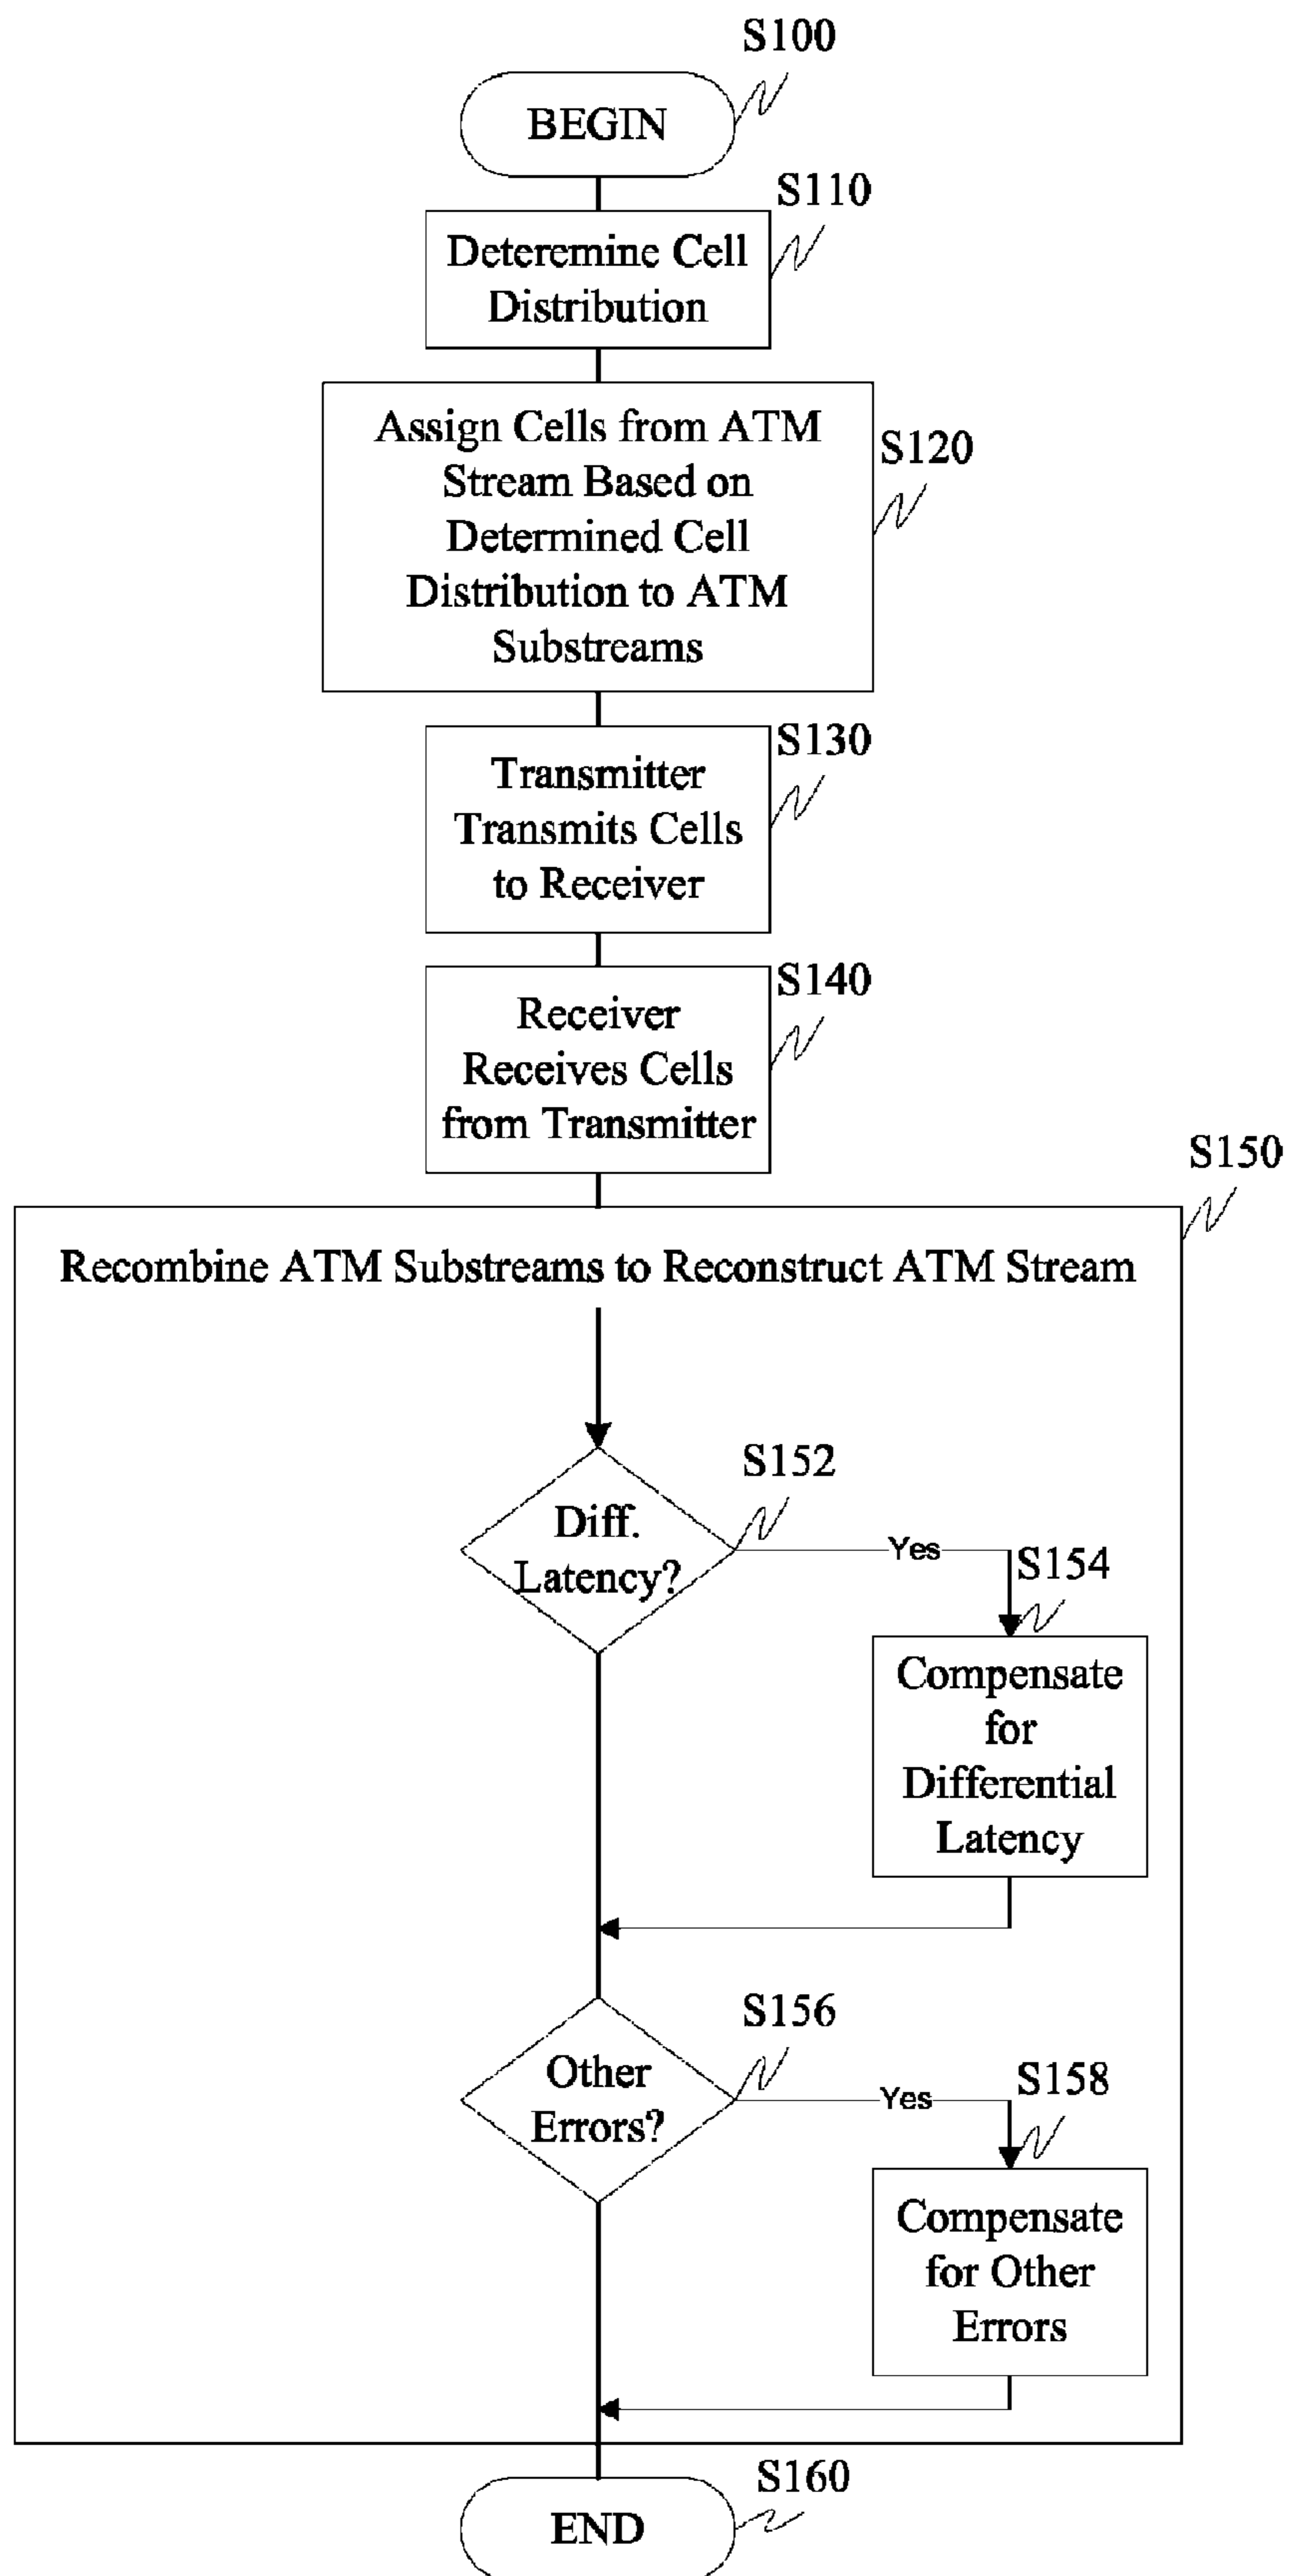 S100
BEGIN
S110
Deteremine Cell
Distribution
Assign Cells from ATM
Stream Based on
Determined Cell
Distribution to ATM
Substreams
S120
S130
Transmitter
Transmits Cells
to Receiver
S140
Receiver
Receives Cells
from Transmitter
S150
Recombine ATM Substreams to Reconstruct ATM Stream
S152
Diff.
Latency?
Yes
S154
Compensate
for
Differential
Latency
S156
Other
Errors?
Yes
S158
Compensate
for Other
Errors
S160
END